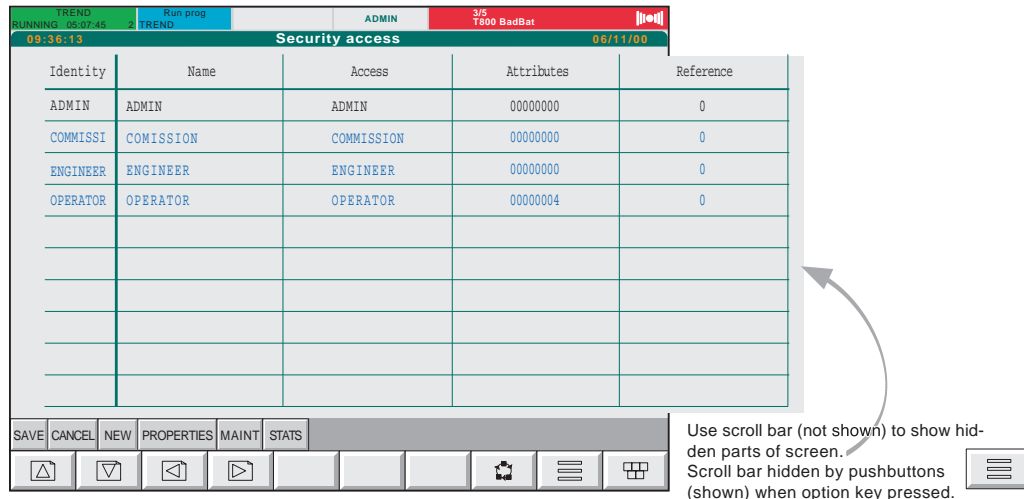 TREND
RUNNING 05:07:45 2
Run prog
TREND
ADMIN
3/5
T800 BadBat
09:36:13 Security access 06/11/00
Identity Name Access Attributes Reference
ADMIN ADMIN ADMIN 00000000 0
COMMISSI COMISSION COMMISSION 00000000 0
ENGINEER ENGINEER ENGINEER 00000000 0
OPERATOR OPERATOR OPERATOR 00000004 0
SAVE CANCEL NEW PROPERTIES MAINT STATS
Use scroll bar (not shown) to show hid-
den parts of screen.
Scroll bar hidden by pushbuttons
(shown) when option key pressed.